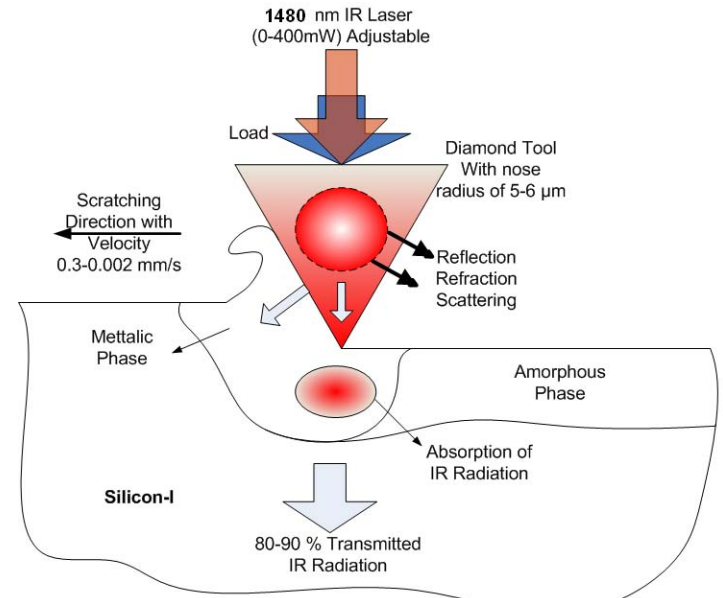 1480 nm IR Laser
(0-400mW) Adjustable
Load
Diamond Tool
With nose
radius of 5-6 µm
Scratching
Direction with
Velocity
0.3-0.002 mm/s
Reflection
Refraction
Scattering
Mettalic
Phase
Amorphous
Phase
Absorption of
IR Radiation
Silicon-I
80-90 % Transmitted
IR Radiation